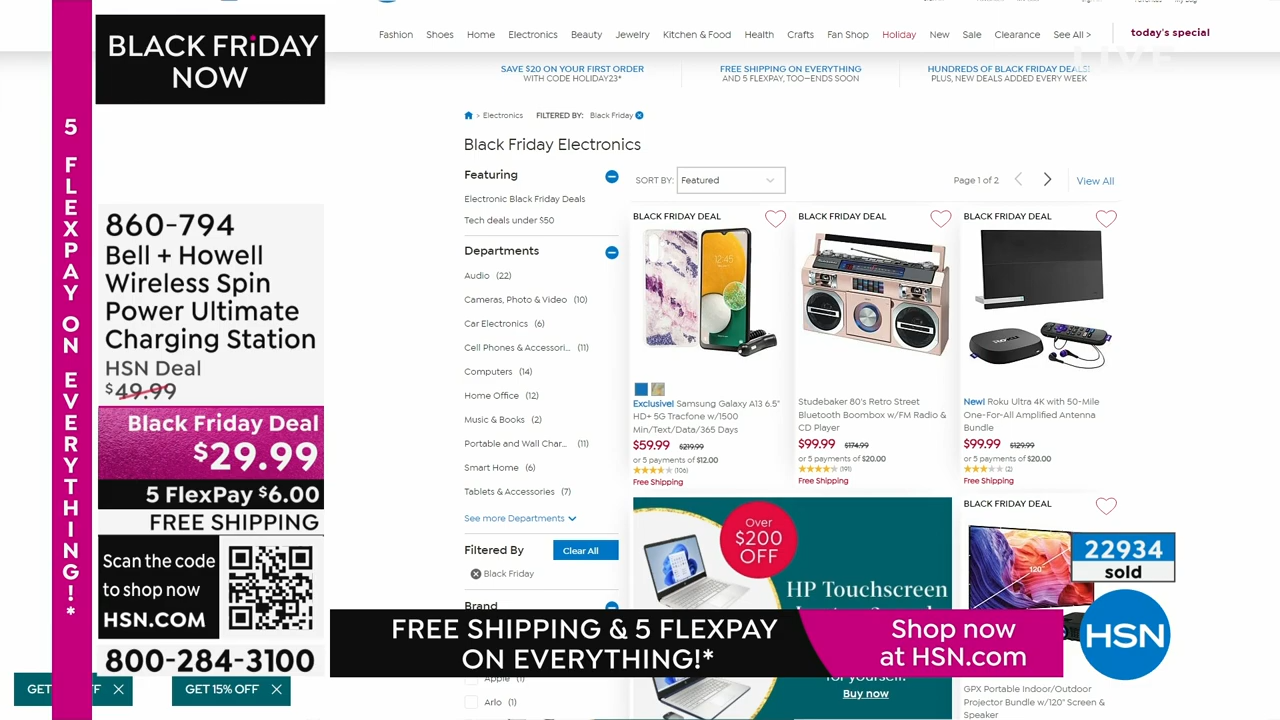 BLACK FRiDAY
NOW
5 FLEXPAY ON EVERYTHING!*
860-794
Bell + Howell
Wireless Spin
Power Ultimate
Charging Station
HSN Deal
$49.99
Black Friday Deal
$29.99
5 FlexPay $6.00
FREE SHIPPING
Scan the code
to shop now
HSN.COM
800-284-3100
GET
FF
GET 15% OFF
Fashion Shoes Home Electronics Beauty Jewelry Kitchen & Food Health Crafts Fan Shop Holiday New Sale Clearance See All > today's special
LIVE
SAVE $20 ON YOUR FIRST ORDER
WITH CODE HOLIDAY23*
FREE SHIPPING ON EVERYTHING
AND 5 FLEXPAY, TOO—ENDS SOON
HUNDREDS OF BLACK FRIDAY DEALS!
PLUS, NEW DEALS ADDED EVERY WEEK
> Electronics FILTERED BY: Black Friday
Black Friday Electronics
Featuring
Electronic Black Friday Deals
Tech deals under $50
Departments
Audio (22)
Cameras, Photo & Video (10)
Car Electronics (6)
Cell Phones & Accessori... (11)
Computers (14)
Home Office (12)
Music & Books (2)
Portable and Wall Char... (11)
Smart Home (6)
Tablets & Accessories (7)
See more Departments
Filtered By Clear All
Black Friday
Brand
Apple (1)
Arlo (1)
SORT BY: Featured
Page 1 of 2 View All
BLACK FRIDAY DEAL
12:45
Exclusive! Samsung Galaxy A13 6.5"
HD+ 5G Tracfone w/1500
Min/Text/Data/365 Days
$59.99 $219.99
or 5 payments of $12.00
(106)
Free Shipping
BLACK FRIDAY DEAL
Studebaker 80's Retro Street
Bluetooth Boombox w/FM Radio &
CD Player
$99.99 $174.99
or 5 payments of $20.00
(191)
Free Shipping
BLACK FRIDAY DEAL
New! Roku Ultra 4K with 50-Mile
One-For-All Amplified Antenna
Bundle
$99.99 $129.99
or 5 payments of $20.00
(2)
Free Shipping
Over
$200
OFF
HP Touchscreen
for yourself.
Buy now
BLACK FRIDAY DEAL
120"
22934
sold
GPX Portable Indoor/Outdoor
Projector Bundle w/120" Screen &
Speaker
FREE SHIPPING & 5 FLEXPAY
ON EVERYTHING!*
Shop now
at HSN.com
HSN